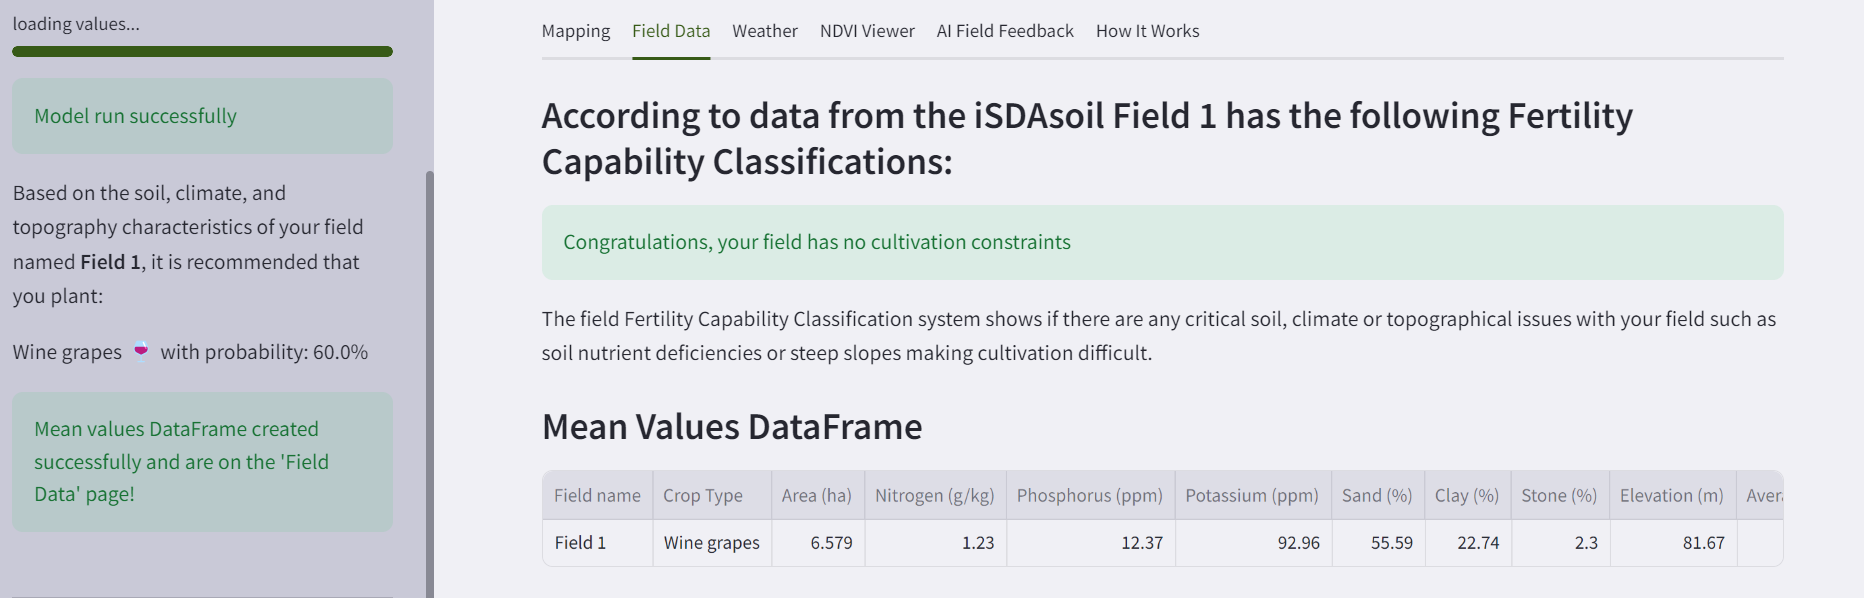 loading values...
Model run successfully
Based on the soil, climate, and
topography characteristics of your field
named Field 1, it is recommended that
you plant:
Wine grapes with probability: 60.0%
Mean values DataFrame created
successfully and are on the 'Field
Data' page!
Mapping Field Data Weather NDVI Viewer AI Field Feedback How It Works
According to data from the iSDAsoil Field 1 has the following Fertility
Capability Classifications:
Congratulations, your field has no cultivation constraints
The field Fertility Capability Classification system shows if there are any critical soil, climate or topographical issues with your field such as
soil nutrient deficiencies or steep slopes making cultivation difficult.
Mean Values DataFrame
Field name Crop Type Area (ha) Nitrogen (g/kg) Phosphorus (ppm) Potassium (ppm) Sand (%) Clay (%) Stone (%) Elevation (m)
Field 1 Wine grapes 6.579 1.23 12.37 92.96 55.59 22.74 2.3 81.67